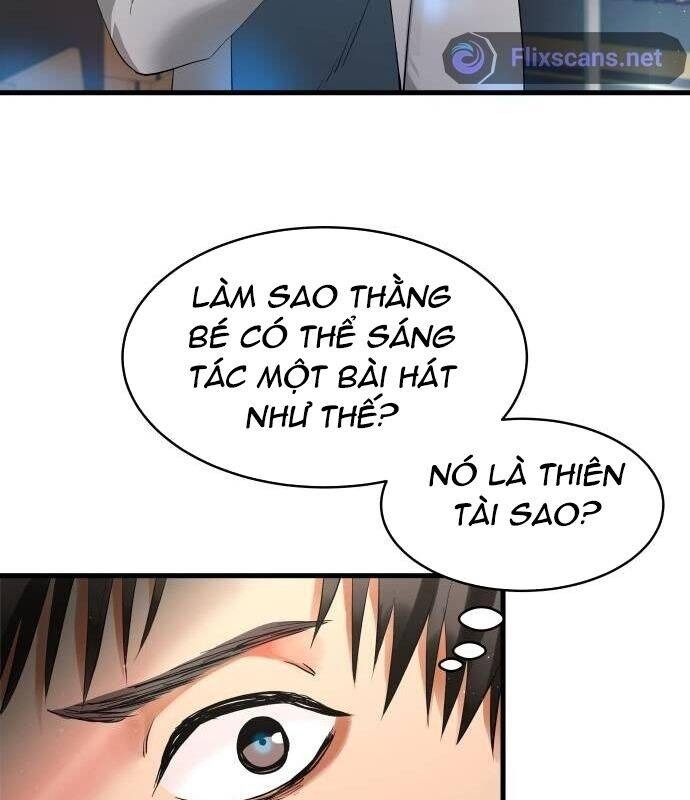 Flixscans.net
LÀM SAO THẰNG
BÉ CÓ THỂ SÁNG
TÁC MỘT BÀI HÁT
NHƯ THẾ?
NÓ LÀ THIÊN
TÀI SAO?